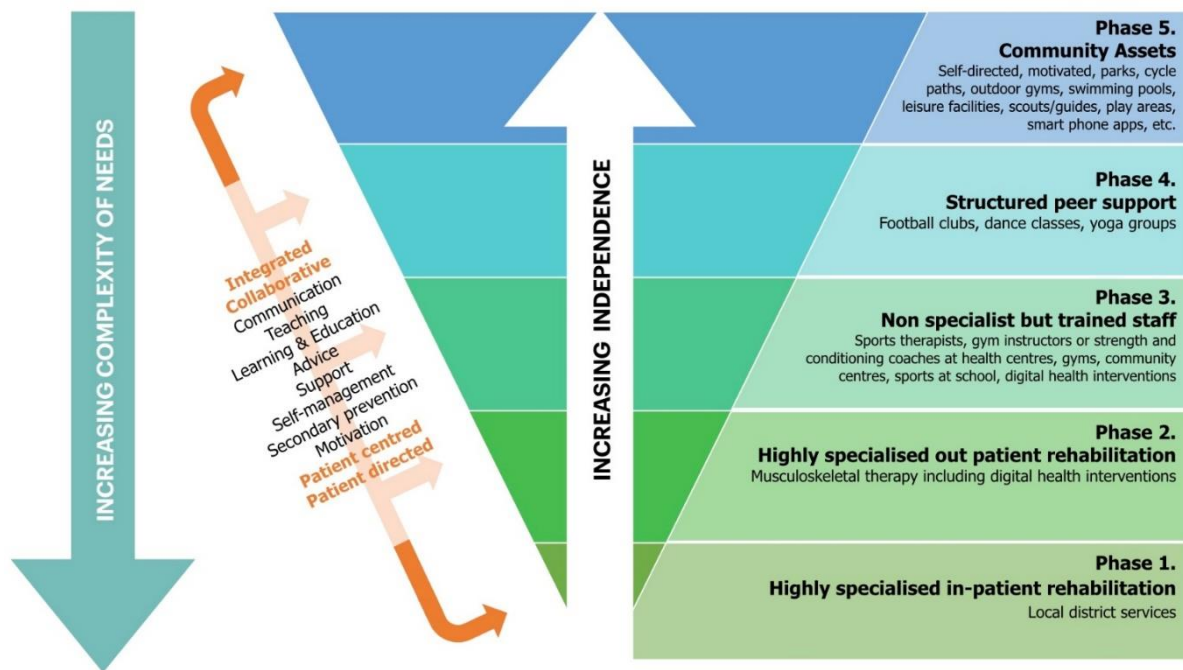 INCREASING COMPLEXITY OF NEEDS
Integrated
Collaborative
Communication
Teaching
Learning & Education
Advice
Support
Self-management
Secondary prevention
Motivation
Patient centred
Patient directed
INCREASING INDEPENDENCE
Phase 5.
Community Assets
Self-directed, motivated, parks, cycle
paths, outdoor gyms, swimming pools,
leisure facilities, scouts/guides, play areas,
smart phone apps, etc.
Phase 4.
Structured peer support
Football clubs, dance classes, yoga groups
Phase 3.
Non specialist but trained staff
Sports therapists, gym instructors or strength and
conditioning coaches at health centres, gyms, community
centres, sports at school, digital health interventions
Phase 2.
Highly specialised out patient rehabilitation
Musculoskeletal therapy including digital health interventions
Phase 1.
Highly specialised in-patient rehabilitation
Local district services